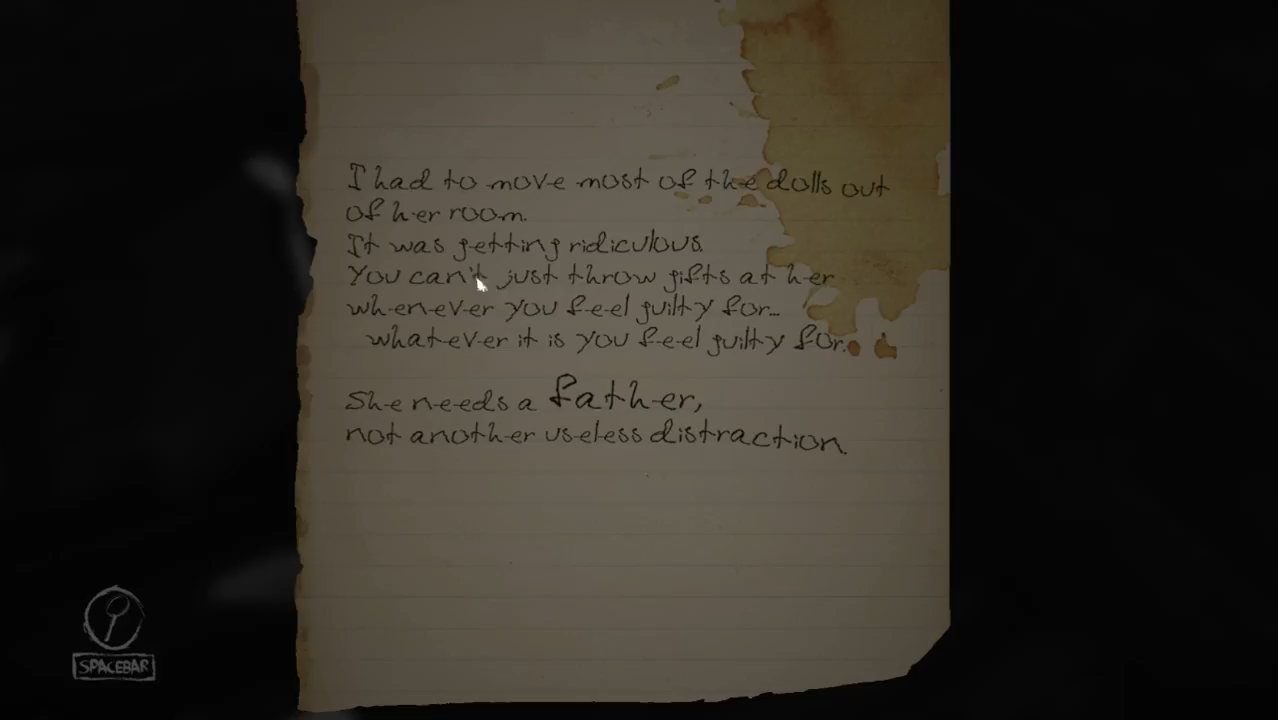 I had to move most of the dolls out
of her room.
It was getting ridiculous.
You can't just throw gifts at her
whenever you feel guilty for...
whatever it is you feel guilty for.
She needs a father,
not another useless distraction.
SPACEBAR